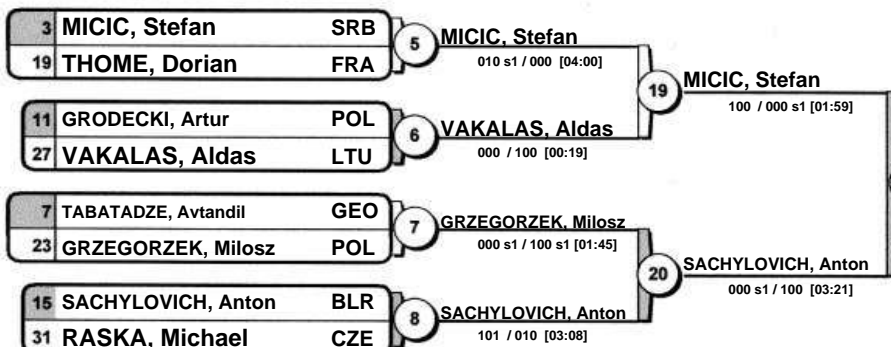 3 MICIC, Stefan SRB
19 THOME, Dorian FRA
5
MICIC, Stefan
010 s1 / 000 [04:00]
11 GRODECKI, Artur POL
27 VAKALAS, Aldas LTU
6
VAKALAS, Aldas
000 / 100 [00:19]
19
MICIC, Stefan
100 / 000 s1 [01:59]
7 TABATADZE, Avtandil GEO
23 GRZEGORZEK, Milosz POL
7
GRZEGORZEK, Milosz
000 s1 / 100 s1 [01:45]
15 SACHYLOVICH, Anton BLR
31 RASKA, Michael CZE
8
SACHYLOVICH, Anton
101 / 010 [03:08]
20
SACHYLOVICH, Anton
000 s1 / 100 [03:21]